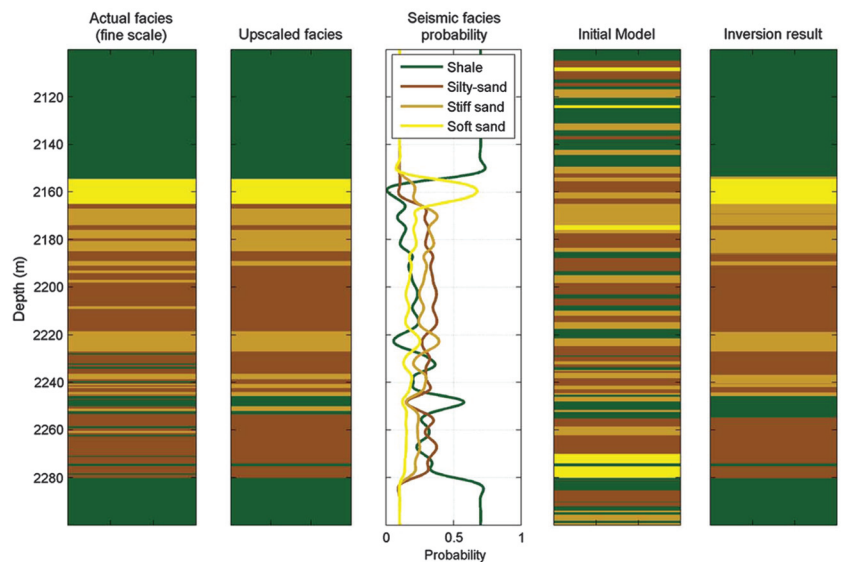 Actual facies
(fine scale)
Upscaled facies
Seismic facies
probability
Initial Model
Inversion result
Shale
Silty-sand
Stiff sand
Soft sand
Depth (m)
2120
2140
2160
2180
2200
2220
2240
2260
2280
0
0.5
1
Probability